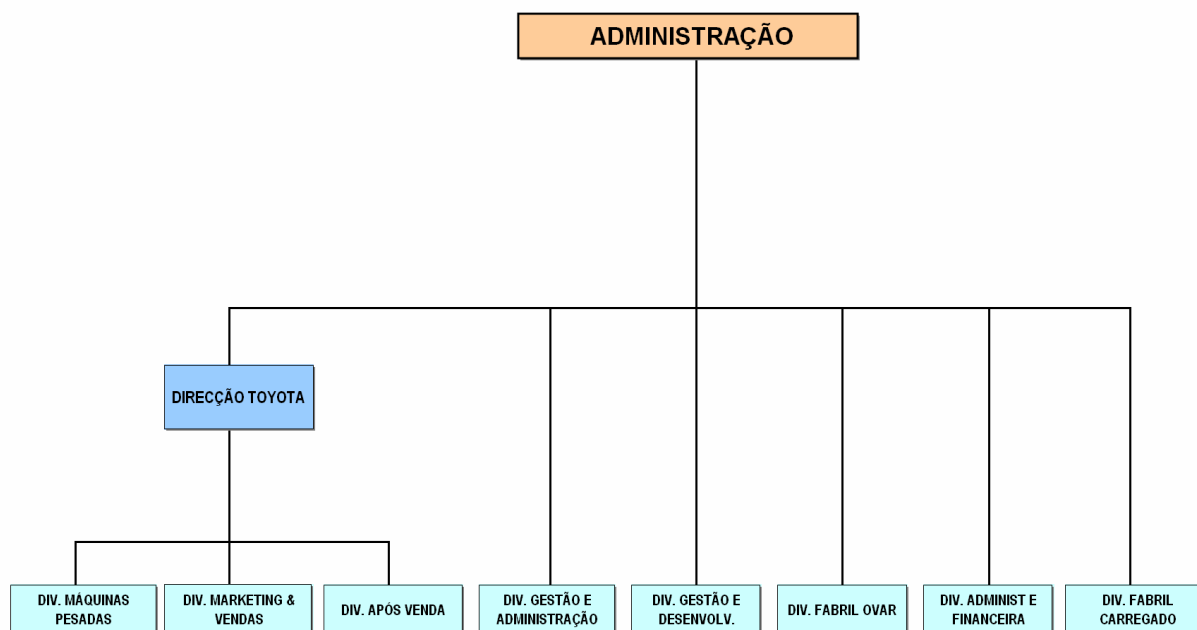 ADMINISTRAÇÃO
DIRECÇÃO TOYOTA
DIV. MÁQUINAS
PESADAS
DIV. MARKETING &
VENDAS
DIV. APÓS VENDA
DIV. GESTÃO E
ADMINISTRAÇÃO
DIV. GESTÃO E
DESENVOLV.
DIV. FABRIL OVAR
DIV. ADMINIST E
FINANCEIRA
DIV. FABRIL
CARREGADO